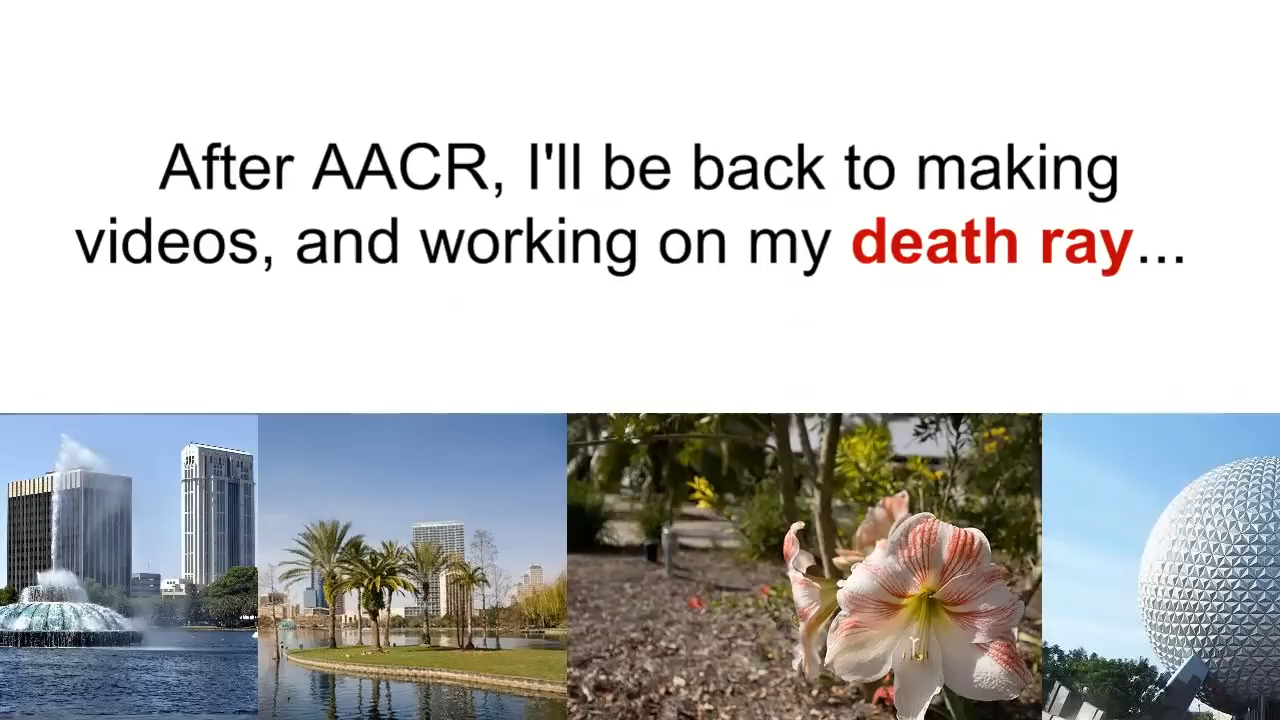 After AACR, I'll be back to making
videos, and working on my death ray...